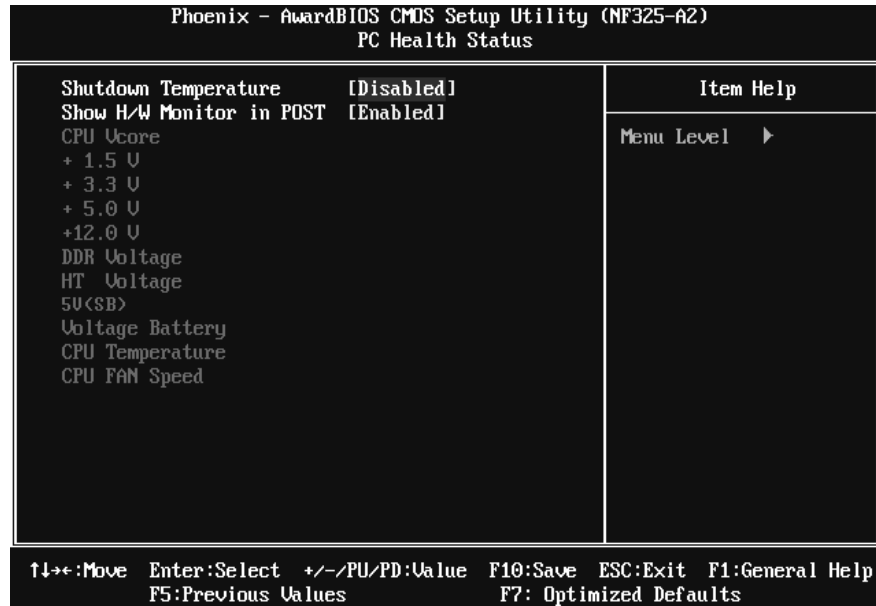 Phoenix - AwardBIOS CMOS Setup Utility (NF325-A2)
PC Health Status
Shutdown Temperature [Disabled]
Show H/W Monitor in POST [Enabled]
CPU Vcore
+ 1.5 V
+ 3.3 V
+ 5.0 V
+12.0 V
DDR Voltage
HT Voltage
5V(SB)
Voltage Battery
CPU Temperature
CPU FAN Speed
Item Help
Menu Level ▶
↑↓→←:Move Enter:Select +/-/PU/PD:Value F10:Save ESC:Exit F1:General Help
F5:Previous Values F7: Optimized Defaults